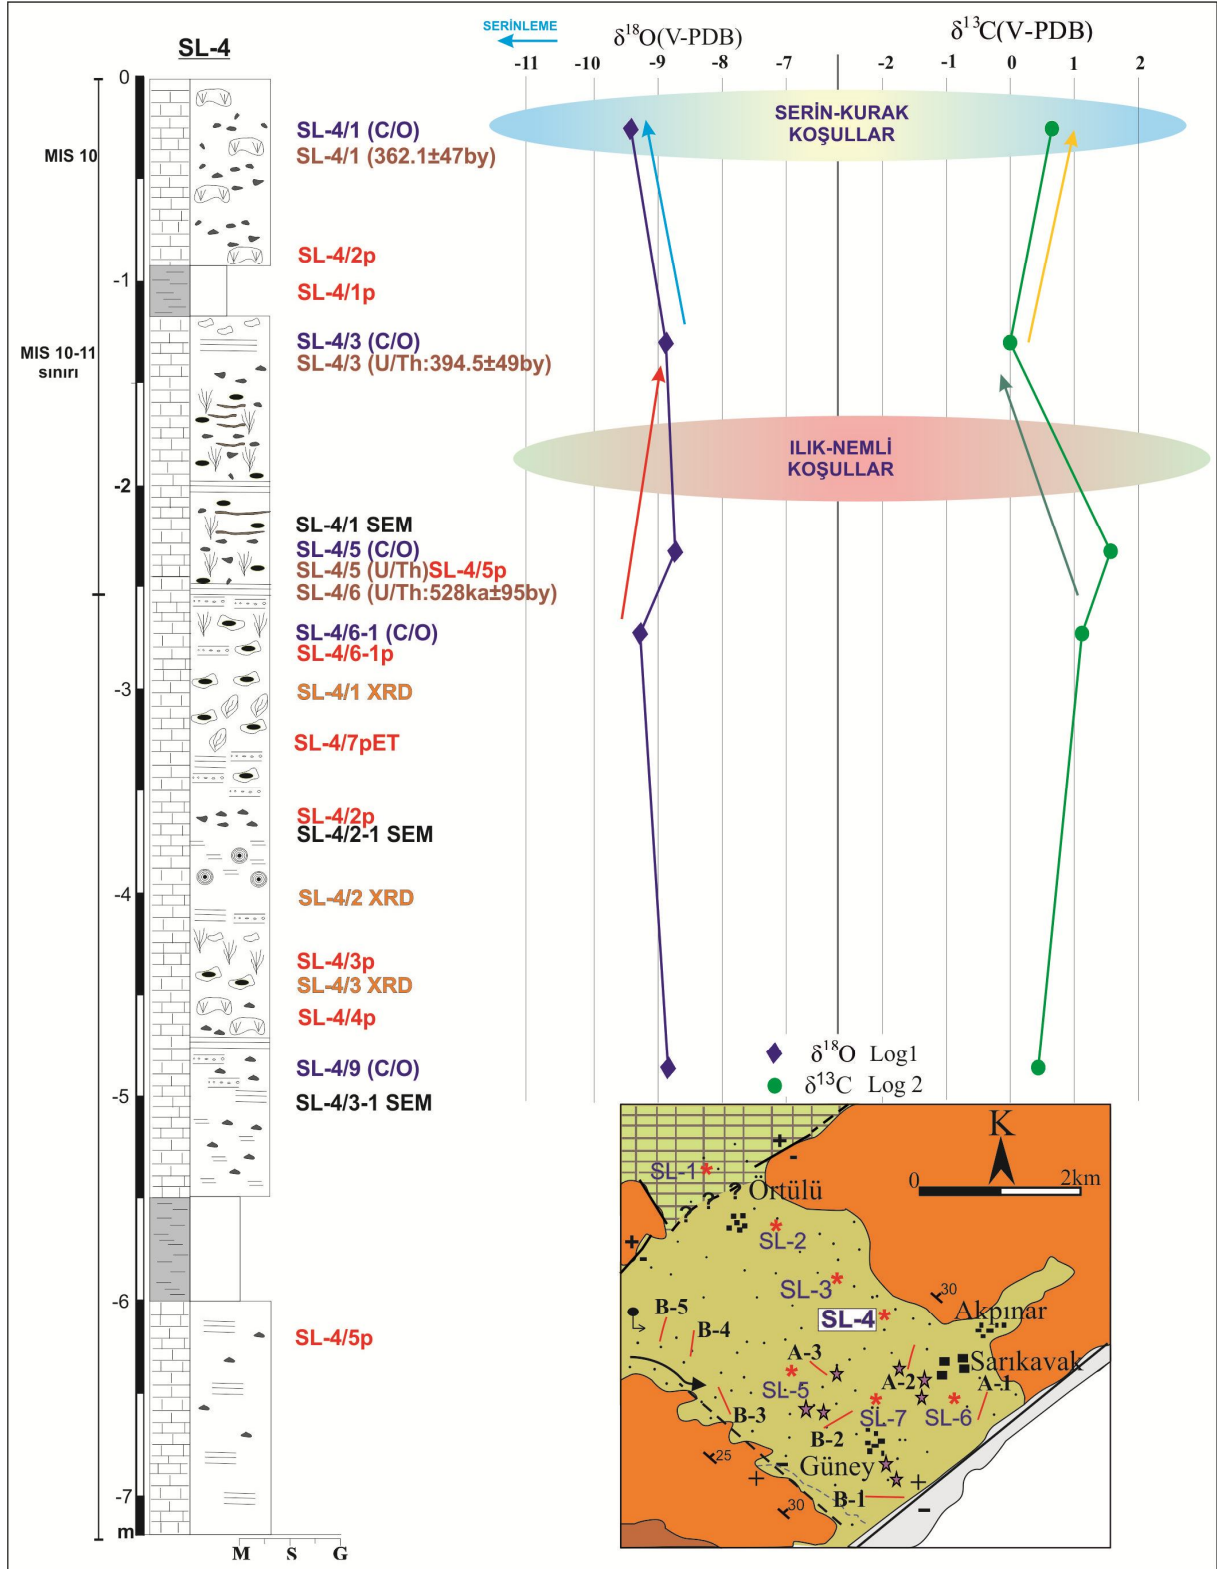 SERİNLEME
δ18O(V-PDB)
δ13C(V-PDB)
SL-4
-11 -10 -9 -8 -7 -2 -1 0 1 2
0
SERİN-KURAK
KOŞULLAR
SL-4/1 (C/O)
MIS 10
SL-4/1 (362.1±47by)
SL-4/2p
-1
SL-4/1p
SL-4/3 (C/O)
MIS 10-11
sınırı
SL-4/3 (U/Th:394.5±49by)
ILIK-NEMLİ
KOŞULLAR
-2
SL-4/1 SEM
SL-4/5 (C/O)
SL-4/5 (U/Th)SL-4/5p
SL-4/6 (U/Th:528ka±95by)
SL-4/6-1 (C/O)
SL-4/6-1p
-3
SL-4/1 XRD
SL-4/7pET
SL-4/2p
SL-4/2-1 SEM
-4
SL-4/2 XRD
SL-4/3p
SL-4/3 XRD
SL-4/4p
δ18O Log1
SL-4/9 (C/O)
δ13C Log 2
-5
SL-4/3-1 SEM
-6
SL-4/5p
-7
m
M S G
K
0 2km
+
-
SL-1
? ? ?
Örtülü
SL-2
+
-
SL-3
30
SL-4
Akpınar
B-5
B-4
A-3
Sarıkavak
A-2
A-1
SL-5
B-3
SL-7
SL-6
B-2
25
Güney
-
+
+
B-1
30
-